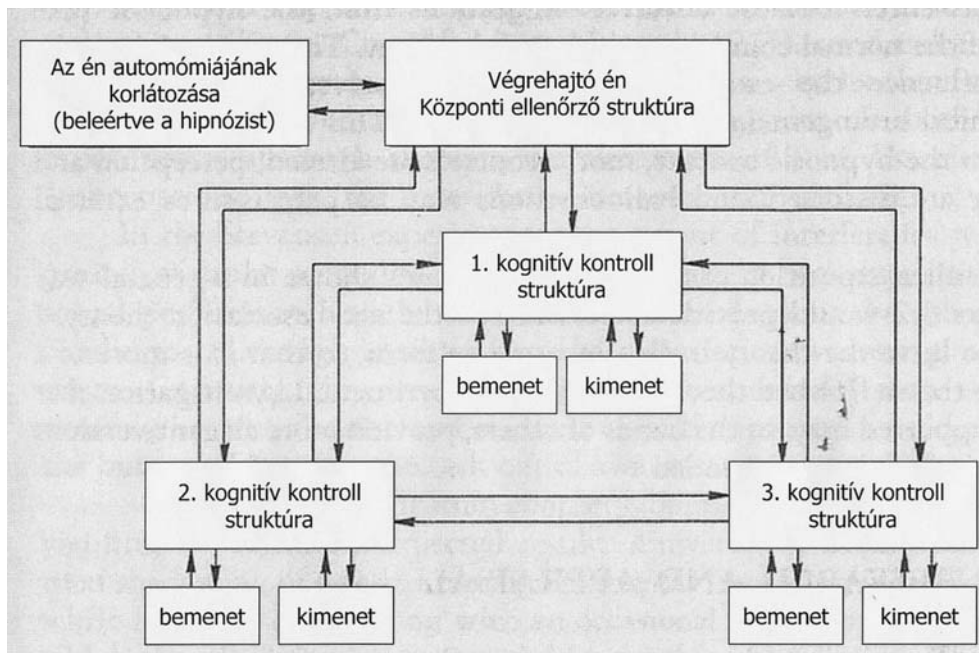 Az én automómiájának
korlátozása
(beleértve a hipnózist)
Végrehajtó én
Központi ellenőrző struktúra
1. kognitív kontroll
struktúra
bemenet
kimenet
2. kognitív kontroll
struktúra
3. kognitív kontroll
struktúra
bemenet
kimenet
bemenet
kimenet